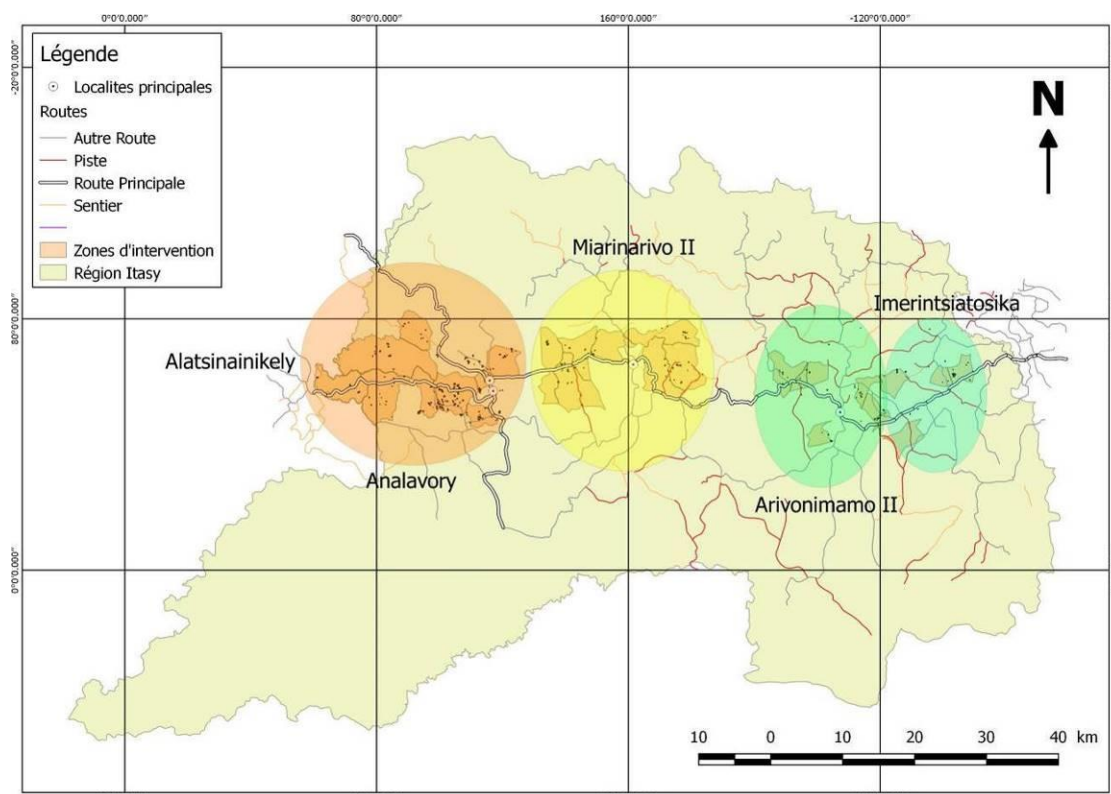 0°0'0.000"
80°0'0.000"
160°0'0.000"
-120°0'0.000"
-20°0'0.000"
80°0'0.000"
0°0'0.000"
Légende
Localites principales
Routes
Autre Route
Piste
Route Principale
Sentier
Zones d'intervention
Région Itasy
N
Miarinarivo II
Imerintsiatosika
Alatsinainikely
Analavory
Arivonimamo II
10 0 10 20 30 40 km